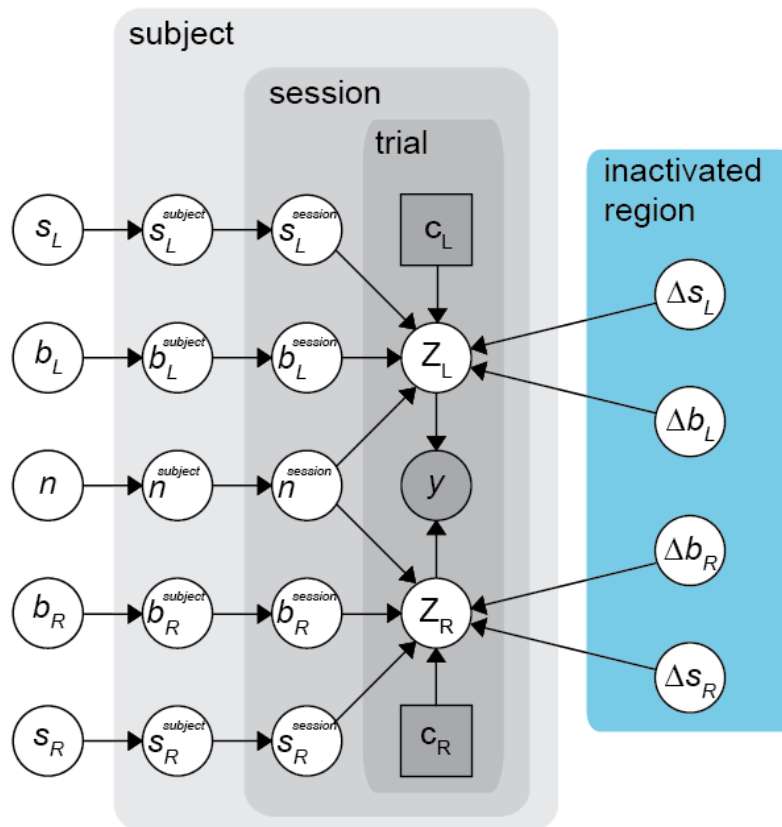 subject
session
trial
inactivated
region
s_L s_L^subject s_L^session c_L
Δs_L
b_L b_L^subject b_L^session Z_L
Δb_L
n n^subject n^session y
Δb_R
b_R b_R^subject b_R^session Z_R
Δs_R
s_R s_R^subject s_R^session c_R